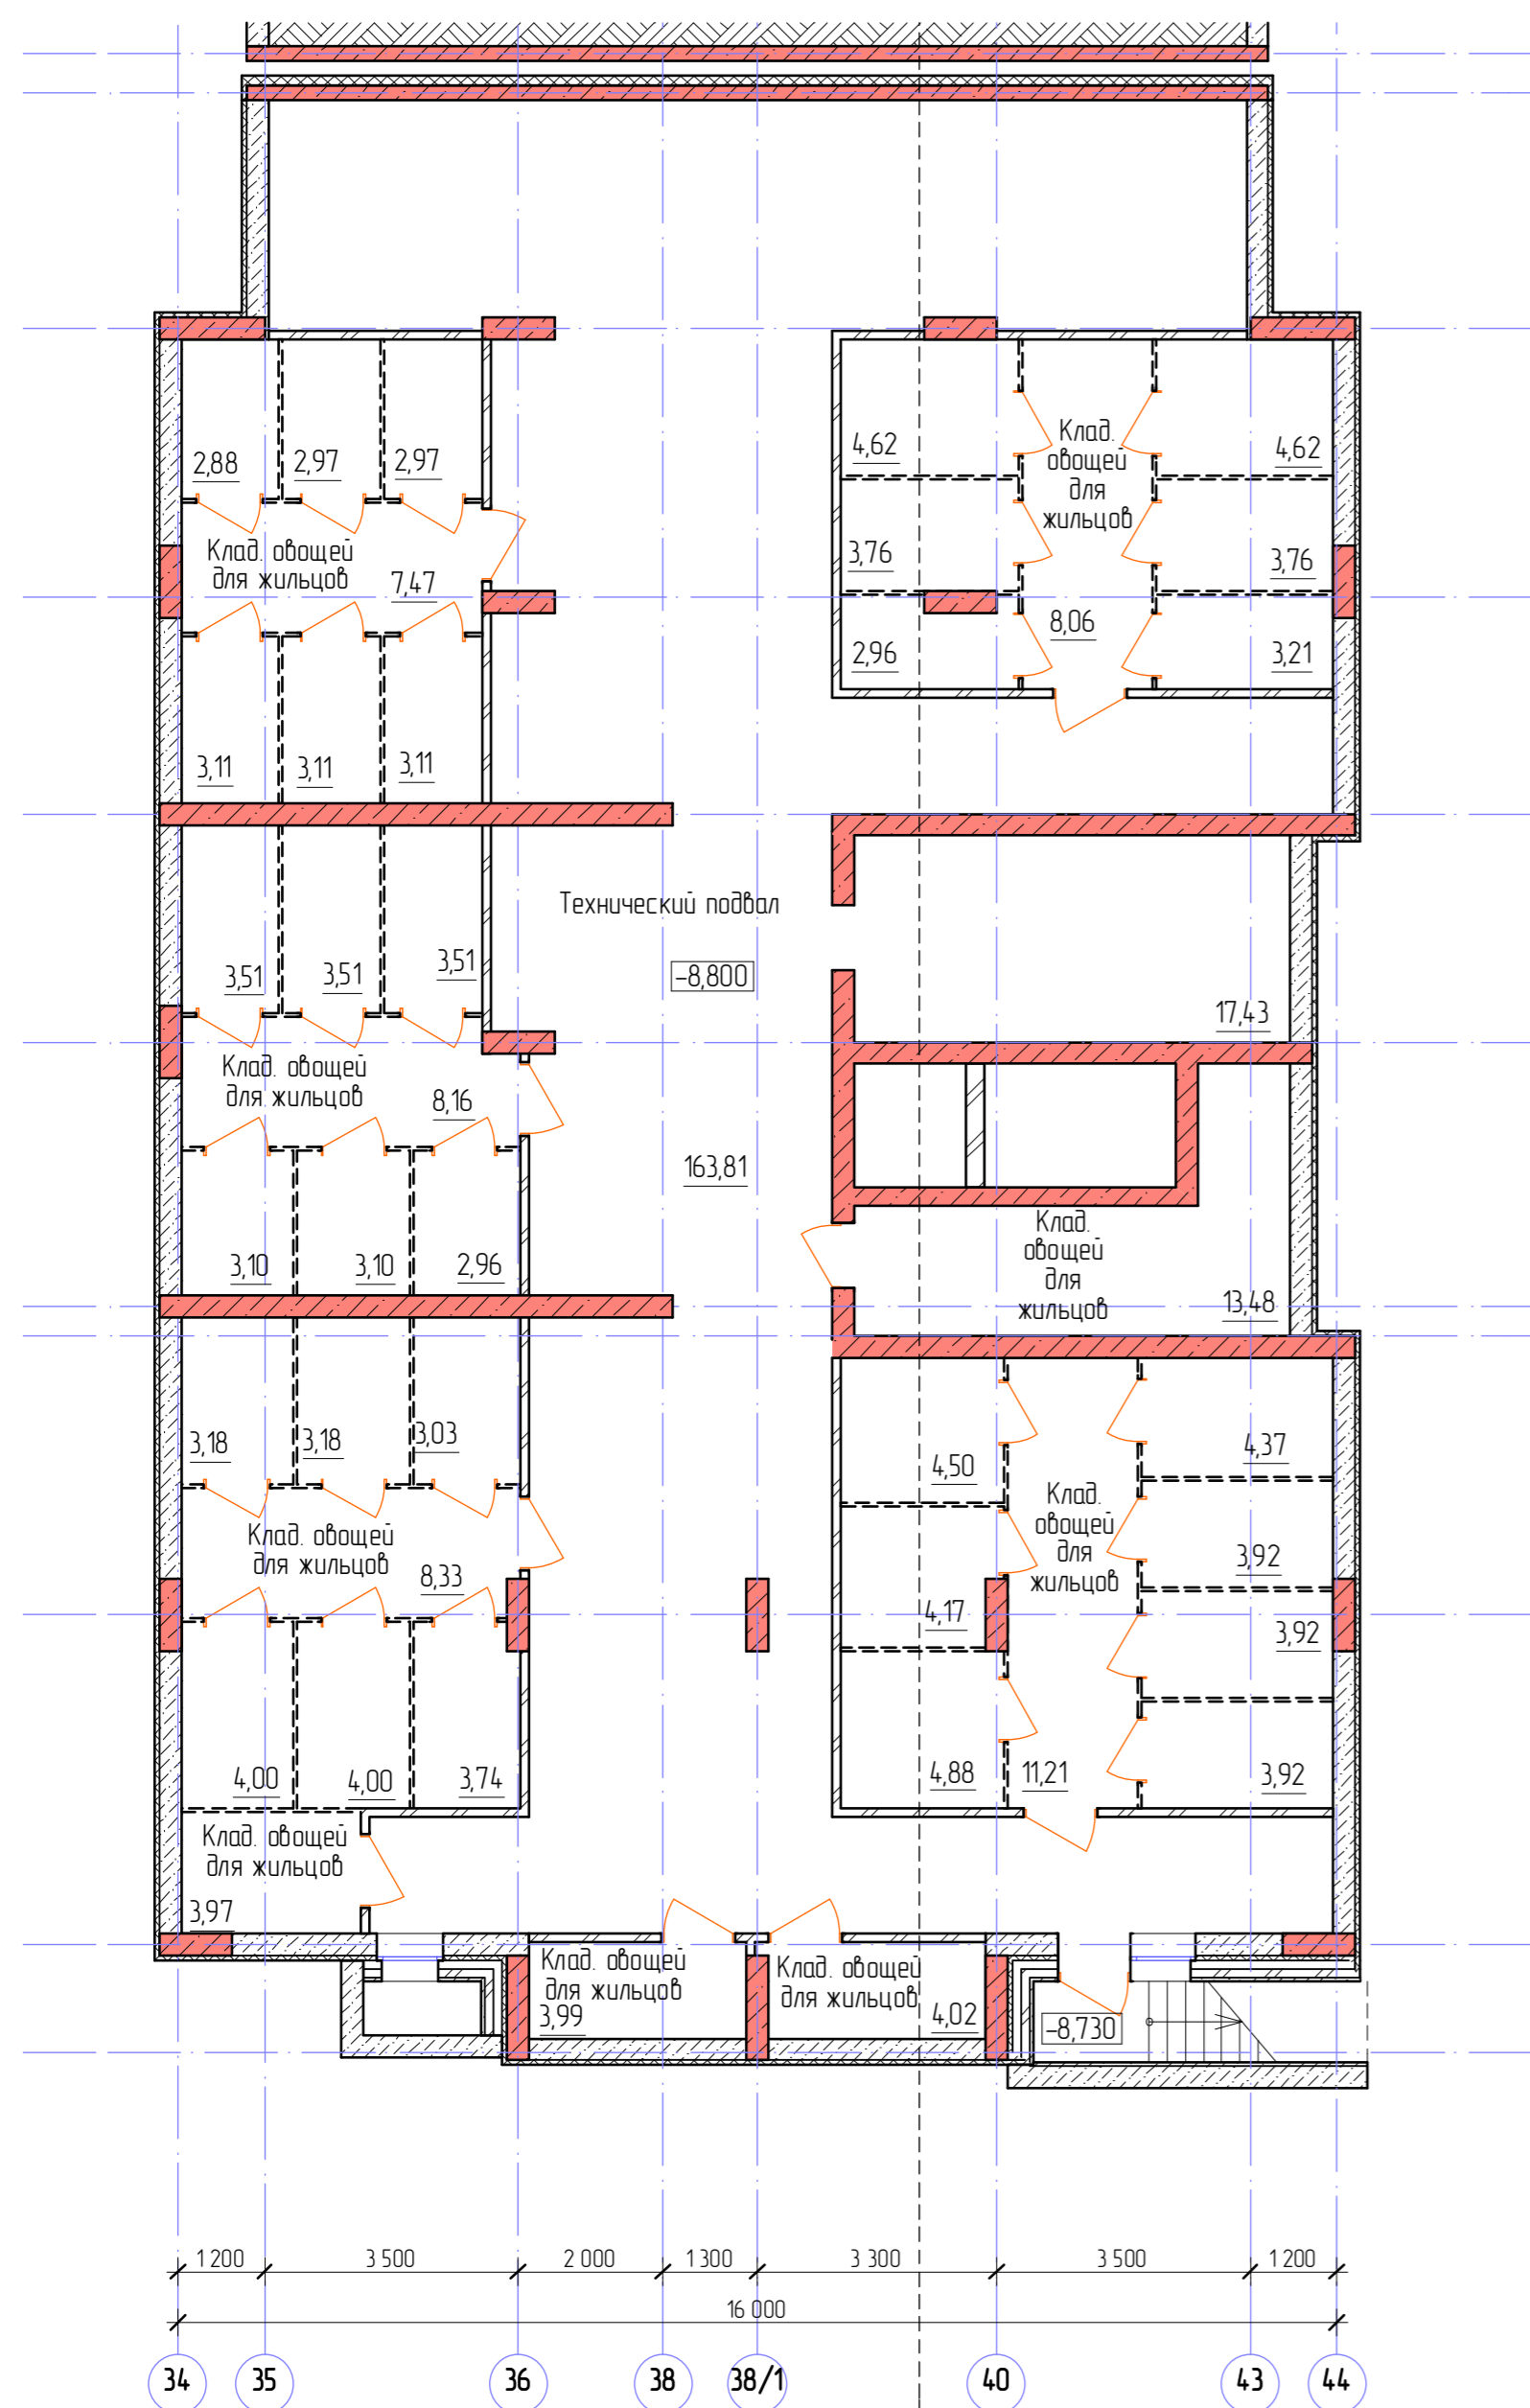 Клад.
овощей
для
жильцов
4,62
4,62
2,88
2,97
2,97
Клад. овощей
для жильцов
7,47
3,76
3,76
8,06
2,96
3,21
3,11
3,11
3,11
Технический подвал
-8,800
3,51
3,51
3,51
17,43
Клад. овощей
для жильцов
8,16
163,81
3,10
3,10
2,96
Клад.
овощей
для
жильцов
13,48
3,18
3,18
3,03
4,50
4,37
Клад.
овощей
для
жильцов
Клад. овощей
для жильцов
8,33
3,92
4,17
3,92
4,00
4,00
3,74
4,88
11,21
3,92
Клад. овощей
для жильцов
3,97
Клад. овощей
для жильцов
3,99
Клад. овощей
для жильцов
4,02
-8,730
1 200
3 500
2 000
1 300
3 300
3 500
1 200
16 000
34
35
36
38
38/1
40
43
44